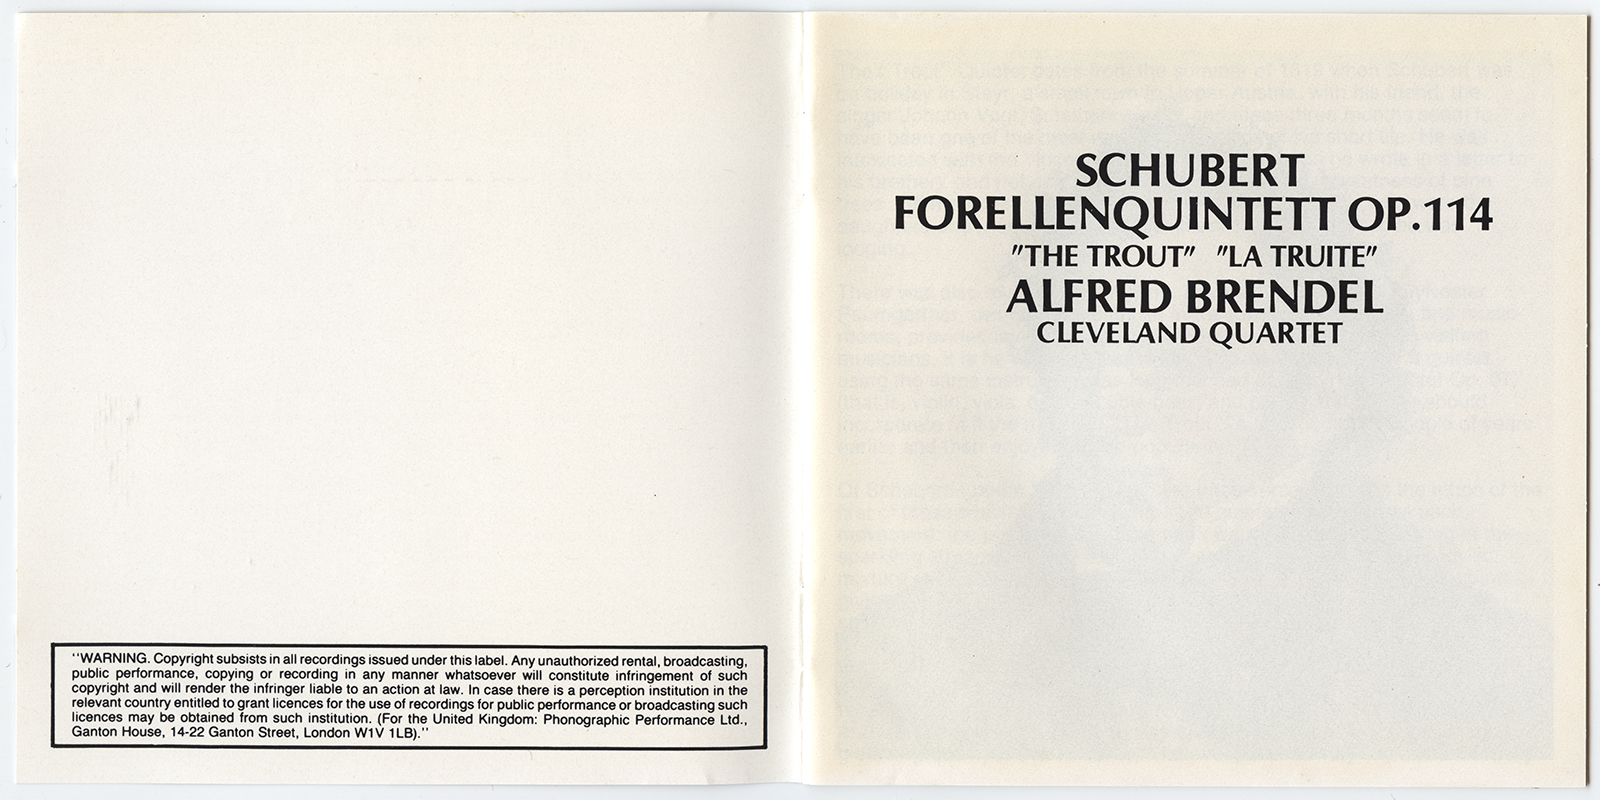 ''WARNING. Copyright subsists in all recordings issued under this label. Any unauthorized rental, broadcasting,
public performance, copying or recording in any manner whatsoever will constitute infringement of such
copyright and will render the infringer liable to an action at law. In case there is a perception institution in the
relevant country entitled to grant licences for the use of recordings for public performance or broadcasting such
licences may be obtained from such institution. (For the United Kingdom: Phonographic Performance Ltd.,
Ganton House, 14-22 Ganton Street, London W1V 1LB).''
SCHUBERT
FORELLENQUINTETT OP.114
"THE TROUT" "LA TRUITE"
ALFRED BRENDEL
CLEVELAND QUARTET